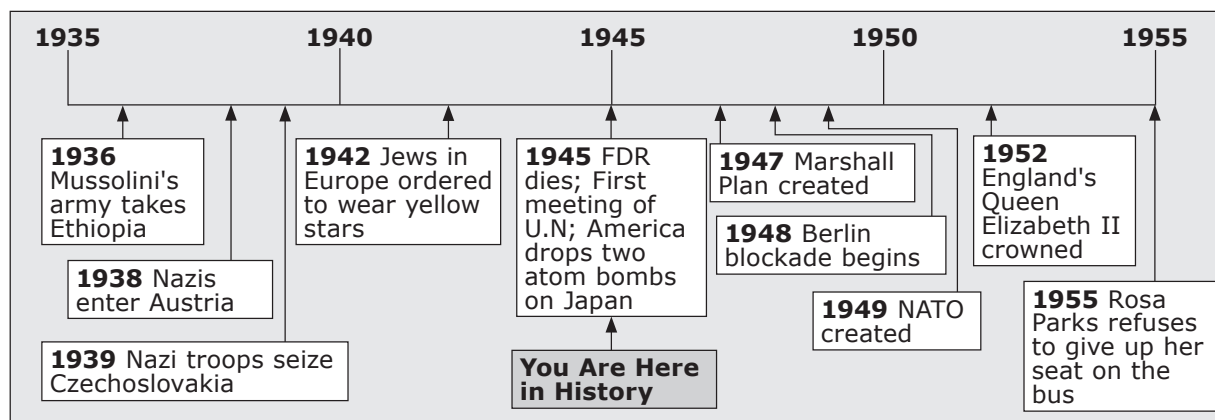 1935 1940 1945 1950 1955
1936
Mussolini's
army takes
Ethiopia
1938 Nazis
enter Austria
1939 Nazi troops seize
Czechoslovakia
1942 Jews in
Europe ordered
to wear yellow
stars
1945 FDR
dies; First
meeting of
U.N; America
drops two
atom bombs
on Japan
You Are Here
in History
1947 Marshall
Plan created
1948 Berlin
blockade begins
1949 NATO
created
1952
England's
Queen
Elizabeth II
crowned
1955 Rosa
Parks refuses
to give up her
seat on the
bus